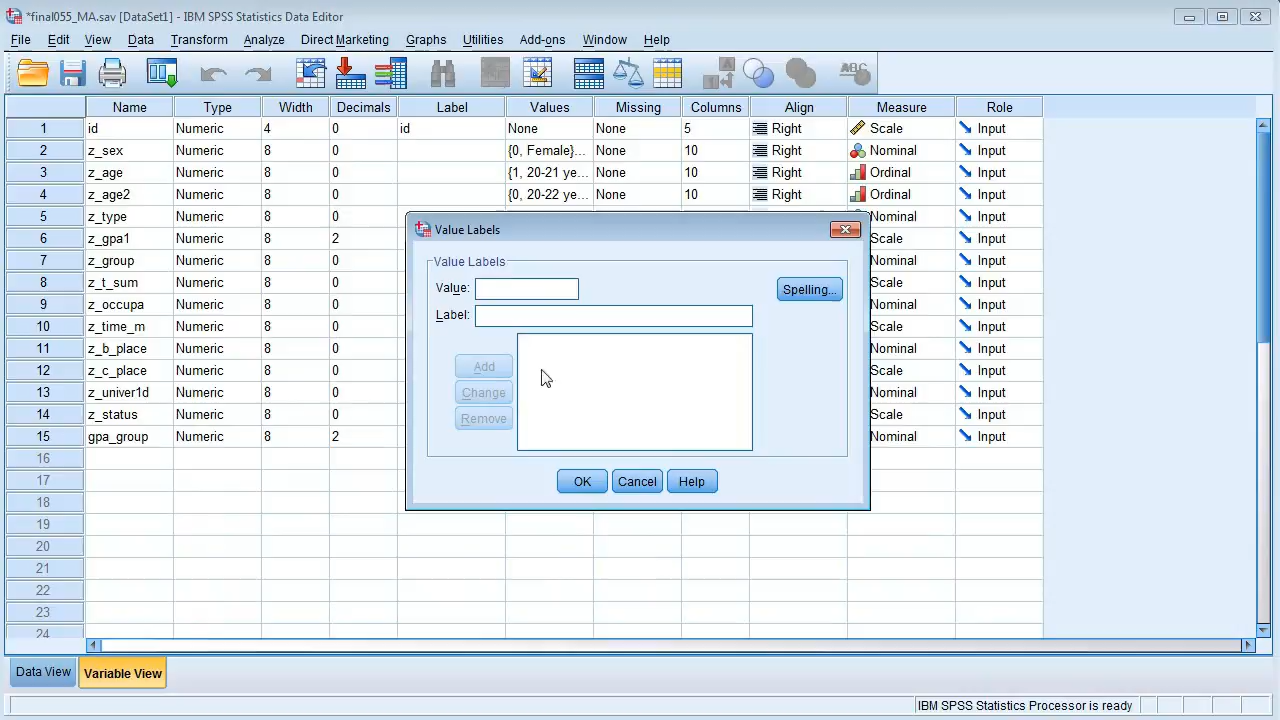 *final055_MA.sav [DataSet1] - IBM SPSS Statistics Data Editor
File Edit View Data Transform Analyze Direct Marketing Graphs Utilities Add-ons Window Help
Name Type Width Decimals Label Values Missing Columns Align Measure Role
1 id Numeric 4 0 id None None 5 Right Scale Input
2 z_sex Numeric 8 0 {0, Female}... None 10 Right Nominal Input
3 z_age Numeric 8 0 {1, 20-21 ye... None 10 Right Ordinal Input
4 z_age2 Numeric 8 0 {0, 20-22 ye... None 10 Right Ordinal Input
5 z_type Numeric 8 0 Nominal Input
6 z_gpa1 Numeric 8 2 Scale Input
7 z_group Numeric 8 0 Nominal Input
8 z_t_sum Numeric 8 0 Scale Input
9 z_occupa Numeric 8 0 Nominal Input
10 z_time_m Numeric 8 0 Scale Input
11 z_b_place Numeric 8 0 Nominal Input
12 z_c_place Numeric 8 0 Scale Input
13 z_univer1d Numeric 8 0 Nominal Input
14 z_status Numeric 8 0 Scale Input
15 gpa_group Numeric 8 2 Nominal Input
16
17
18
19
20
21
22
23
24
Value Labels
Value Labels
Value:
Spelling...
Label:
Add
Change
Remove
OK Cancel Help
Data View Variable View
IBM SPSS Statistics Processor is ready